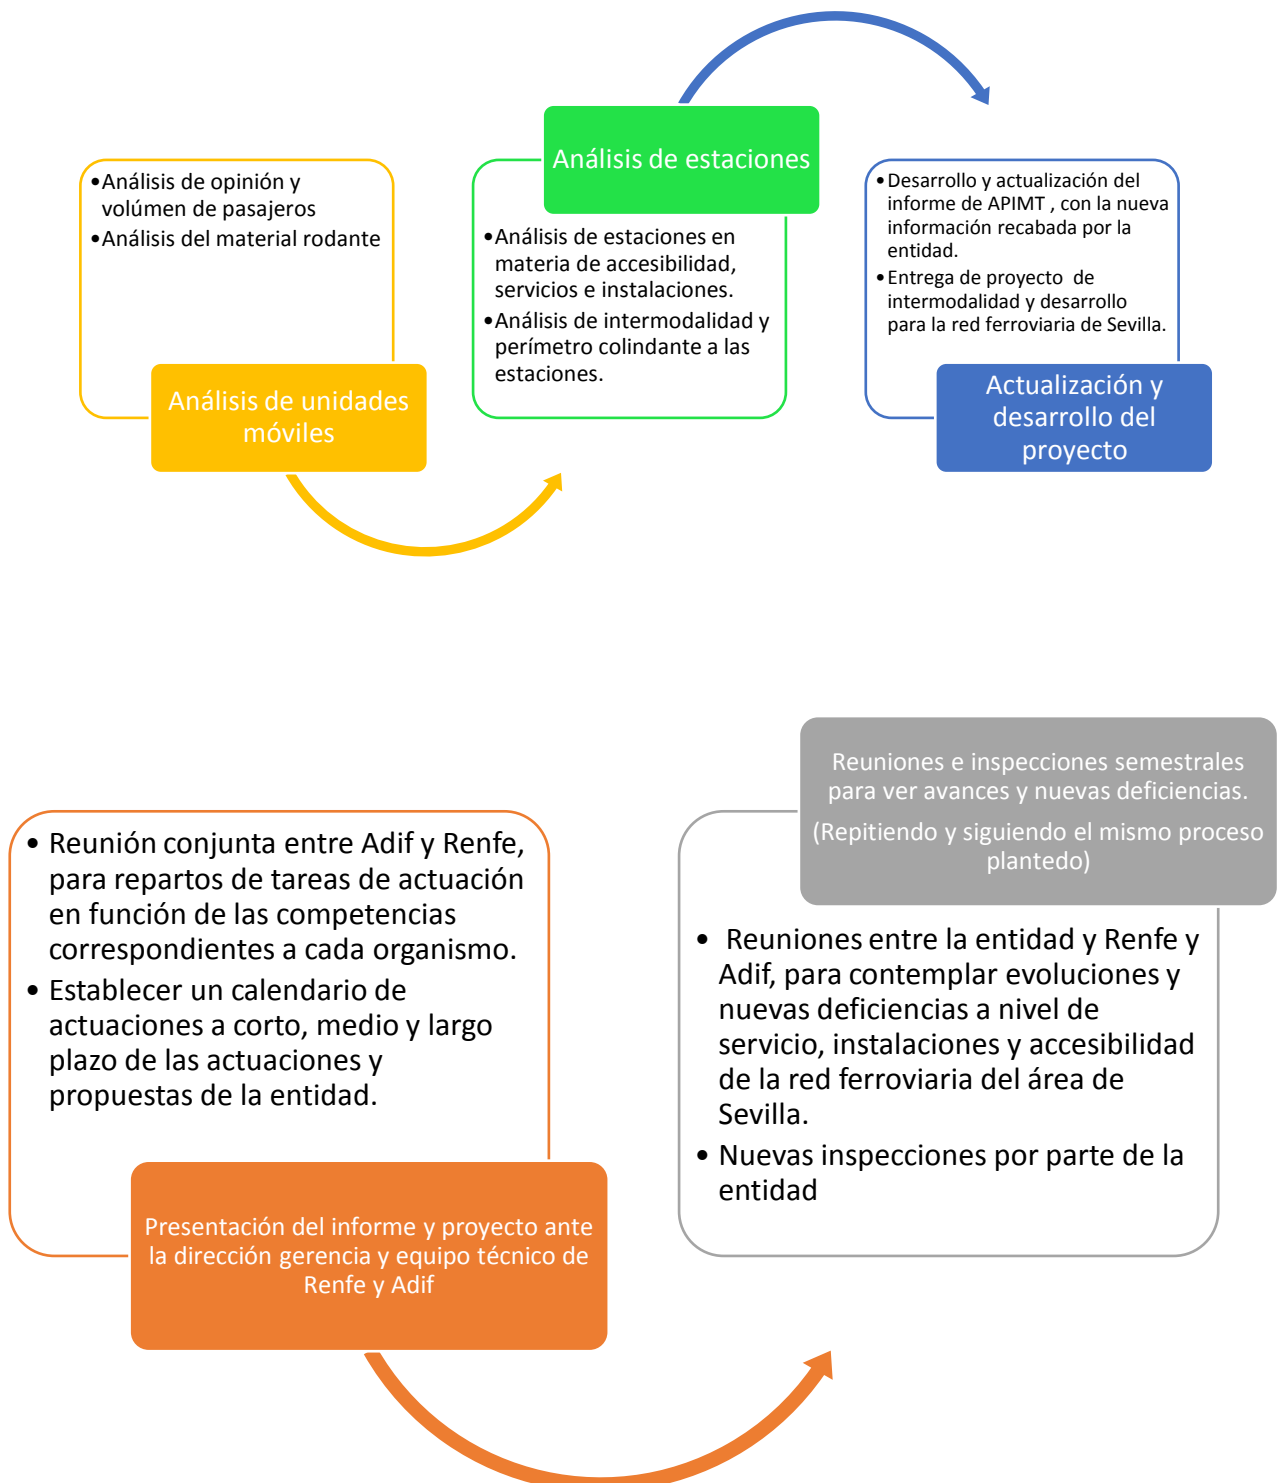 •Análisis de opinión y
volúmen de pasajeros
•Análisis del material rodante
Análisis de unidades
móviles
Análisis de estaciones
•Análisis de estaciones en
materia de accesibilidad,
servicios e instalaciones.
•Análisis de intermodalidad y
perímetro colindante a las
estaciones.
•Desarrollo y actualización del
informe de APIMT , con la nueva
información recabada por la
entidad.
•Entrega de proyecto de
intermodalidad y desarrollo
para la red ferroviaria de Sevilla.
Actualización y
desarrollo del
proyecto
• Reunión conjunta entre Adif y Renfe,
para repartos de tareas de actuación
en función de las competencias
correspondientes a cada organismo.
• Establecer un calendario de
actuaciones a corto, medio y largo
plazo de las actuaciones y
propuestas de la entidad.
Presentación del informe y proyecto ante
la dirección gerencia y equipo técnico de
Renfe y Adif
Reuniones e inspecciones semestrales
para ver avances y nuevas deficiencias.
(Repitiendo y siguiendo el mismo proceso
plantedo)
• Reuniones entre la entidad y Renfe y
Adif, para contemplar evoluciones y
nuevas deficiencias a nivel de
servicio, instalaciones y accesibilidad
de la red ferroviaria del área de
Sevilla.
• Nuevas inspecciones por parte de la
entidad